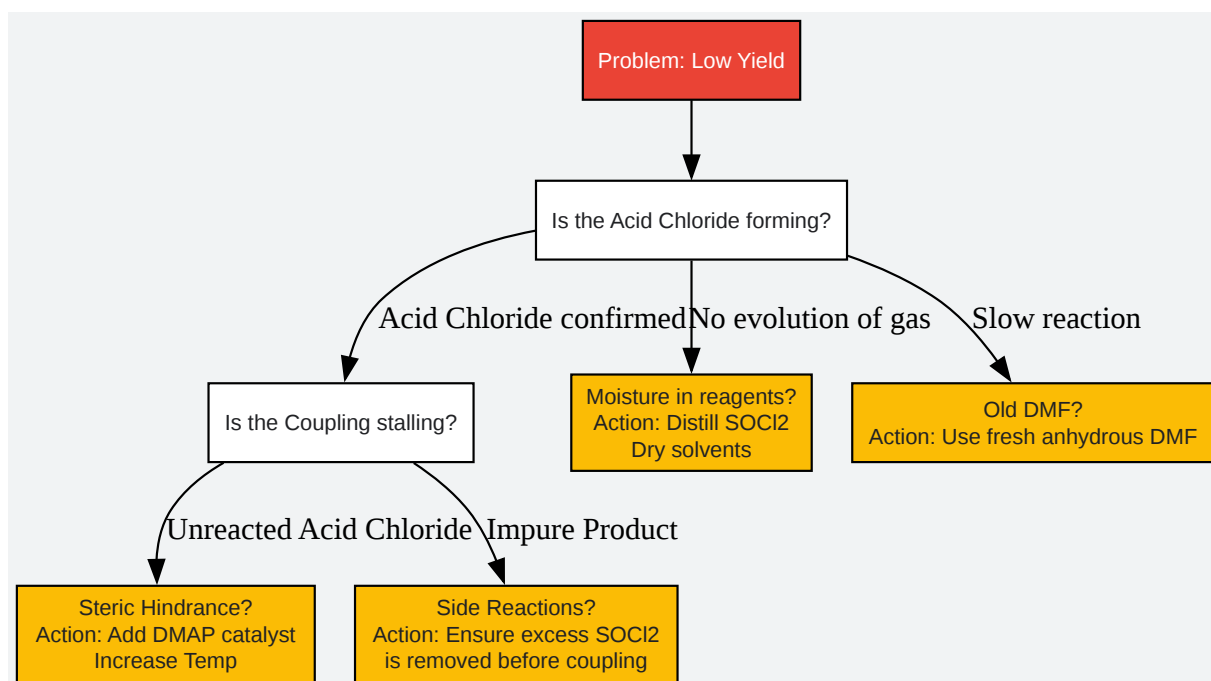 Problem: Low Yield
Is the Acid Chloride forming?
Acid Chloride confirmed
No evolution of gas
Slow reaction
Is the Coupling stalling?
Moisture in reagents?
Action: Distill SOCl2
Dry solvents
Old DMF?
Action: Use fresh anhydrous DMF
Unreacted Acid Chloride
Impure Product
Steric Hindrance?
Action: Add DMAP catalyst
Increase Temp
Side Reactions?
Action: Ensure excess SOCl2
is removed before coupling